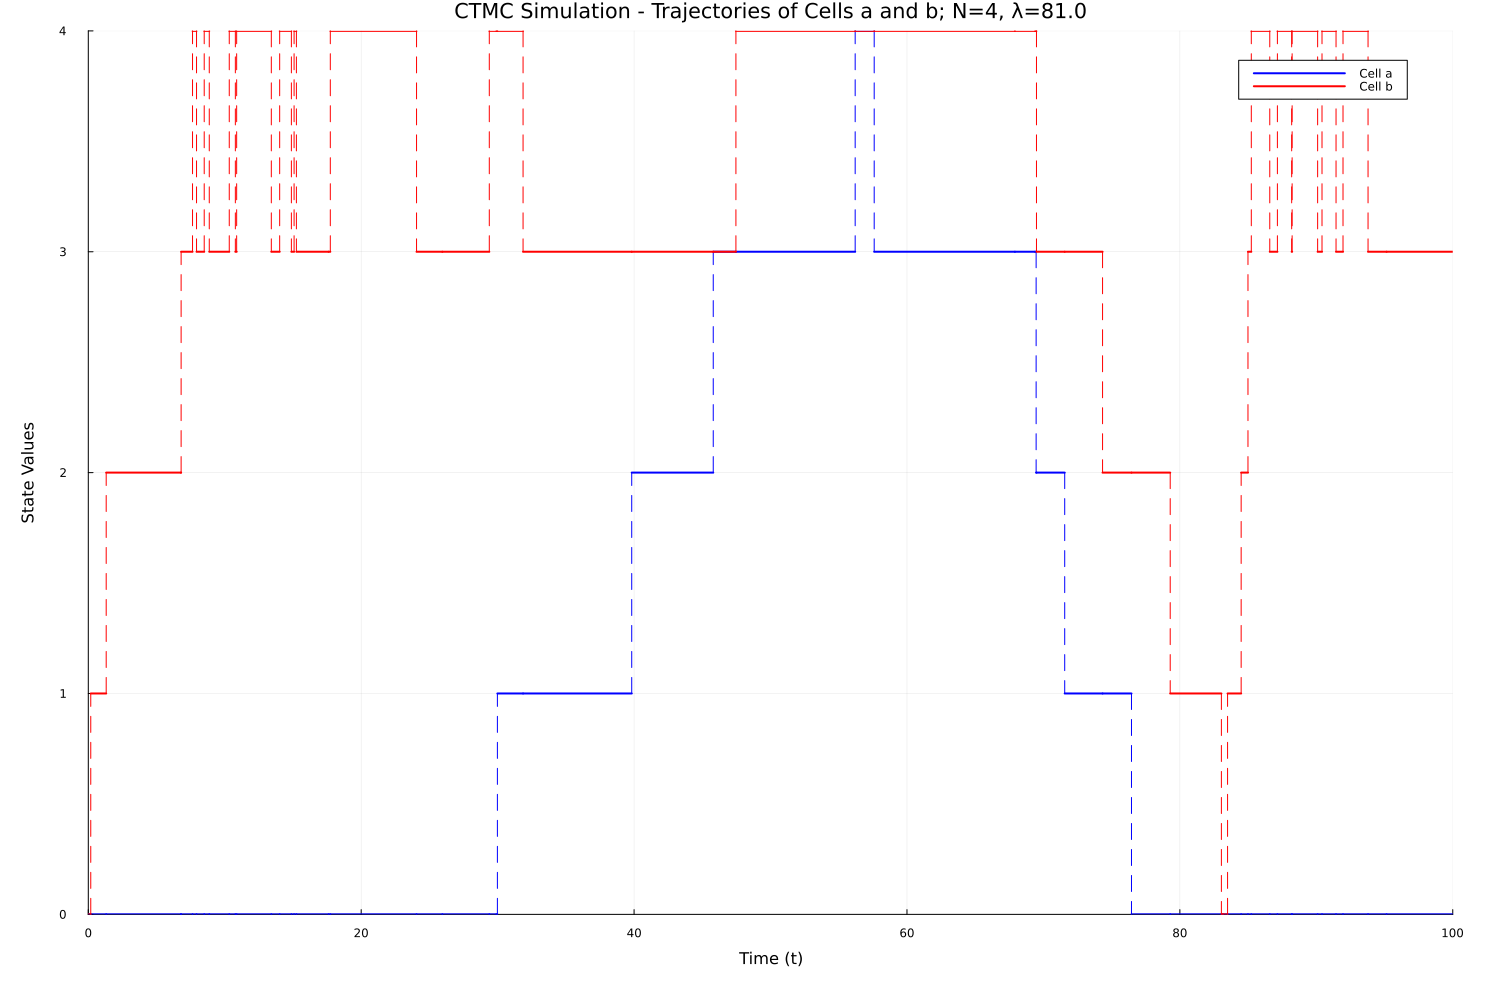 CTMC Simulation - Trajectories of Cells a and b; N=4, λ=81.0
4
Cell a
Cell b
3
State Values
2
1
0
0 20 40 60 80 100
Time (t)